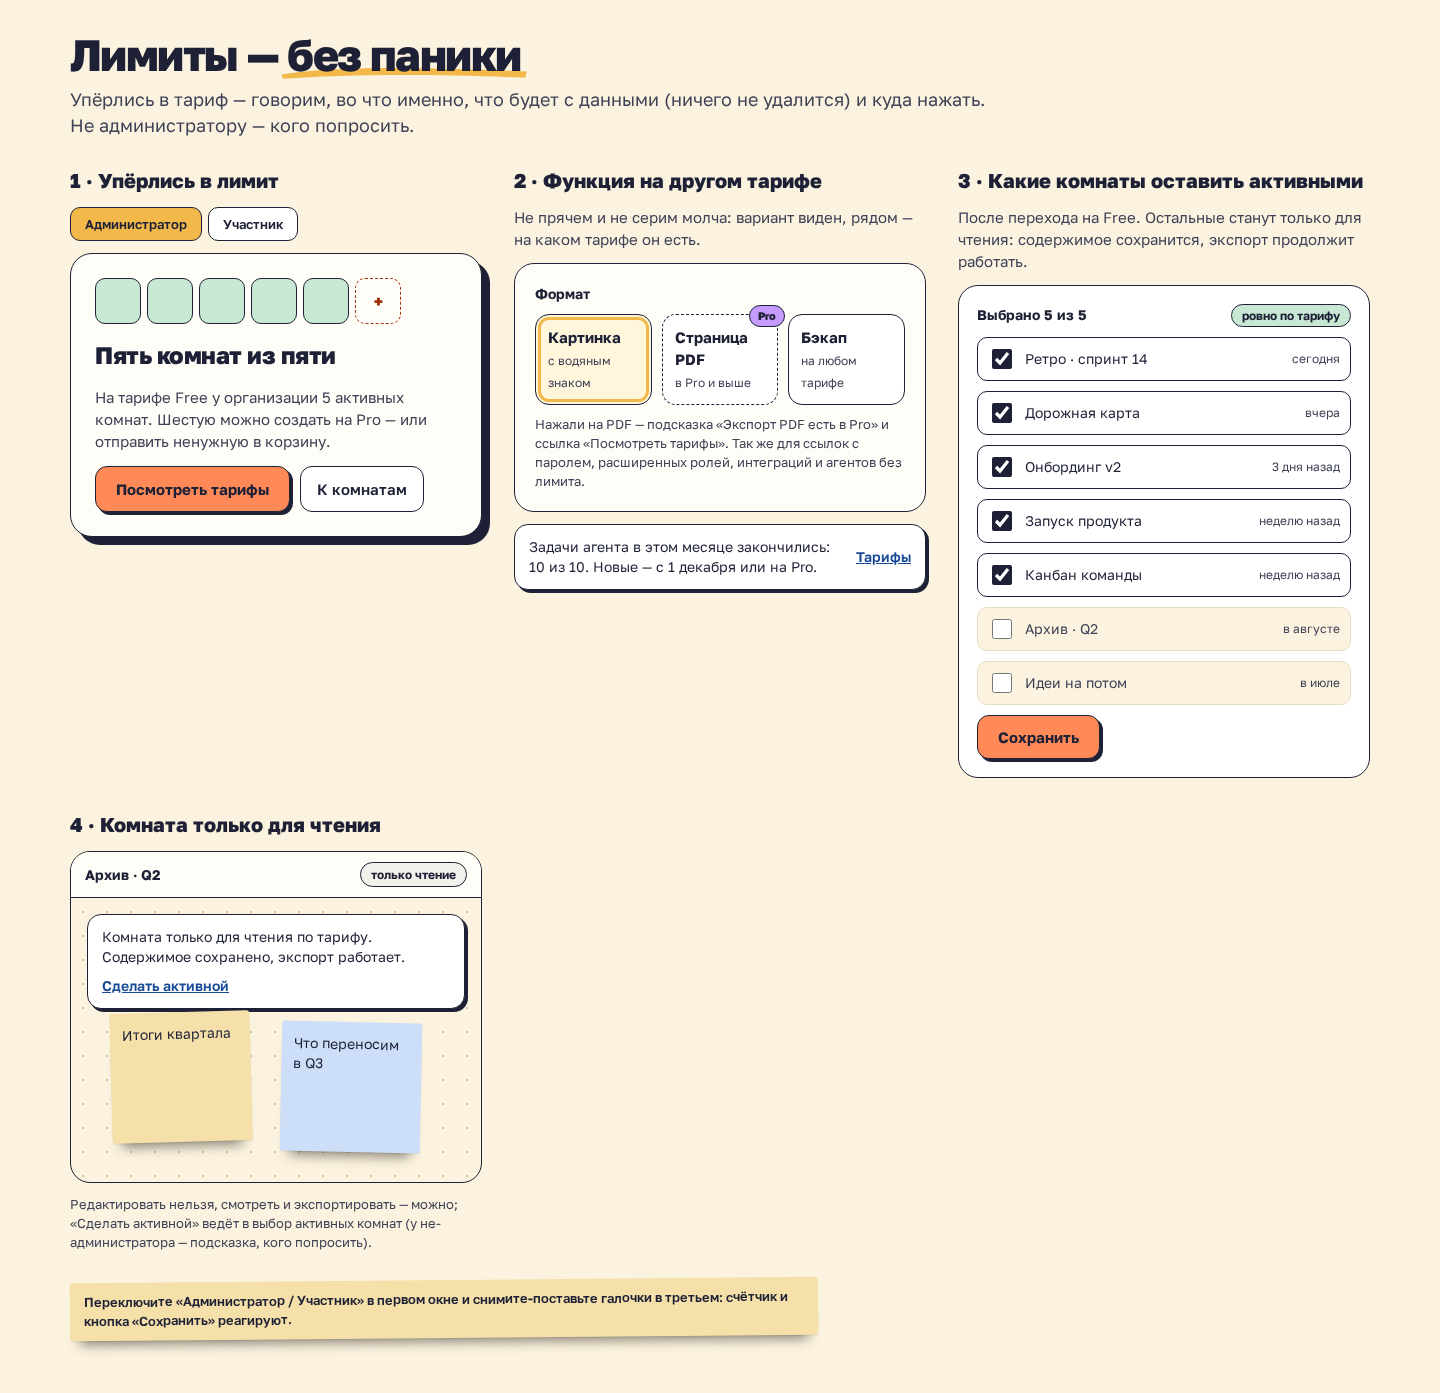 Лимиты — без паники
Упёрлись в тариф — говорим, во что именно, что будет с данными (ничего не удалится) и куда нажать.
Не администратору — кого попросить.
1 · Упёрлись в лимит
Администратор
Участник
+
Пять комнат из пяти
На тарифе Free у организации 5 активных
комнат. Шестую можно создать на Pro — или
отправить ненужную в корзину.
Посмотреть тарифы
К комнатам
2 · Функция на другом тарифе
Не прячем и не серим молча: вариант виден, рядом —
на каком тарифе он есть.
Формат
Картинка
с водяным
знаком
Pro
Страница
PDF
в Pro и выше
Бэкап
на любом
тарифе
Нажали на PDF — подсказка «Экспорт PDF есть в Pro» и
ссылка «Посмотреть тарифы». Так же для ссылок с
паролем, расширенных ролей, интеграций и агентов без
лимита.
Задачи агента в этом месяце закончились:
10 из 10. Новые — с 1 декабря или на Pro.
Тарифы
3 · Какие комнаты оставить активными
После перехода на Free. Остальные станут только для
чтения: содержимое сохранится, экспорт продолжит
работать.
Выбрано 5 из 5
ровно по тарифу
Ретро · спринт 14
сегодня
Дорожная карта
вчера
Онбординг v2
3 дня назад
Запуск продукта
неделю назад
Канбан команды
неделю назад
Архив · Q2
в августе
Идеи на потом
в июле
Сохранить
4 · Комната только для чтения
Архив · Q2
только чтение
Комната только для чтения по тарифу.
Содержимое сохранено, экспорт работает.
Сделать активной
Итоги квартала
Что переносим
в Q3
Редактировать нельзя, смотреть и экспортировать — можно;
«Сделать активной» ведёт в выбор активных комнат (у не-
администратора — подсказка, кого попросить).
Переключите «Администратор / Участник» в первом окне и снимите-поставьте галочки в третьем: счётчик и
кнопка «Сохранить» реагируют.